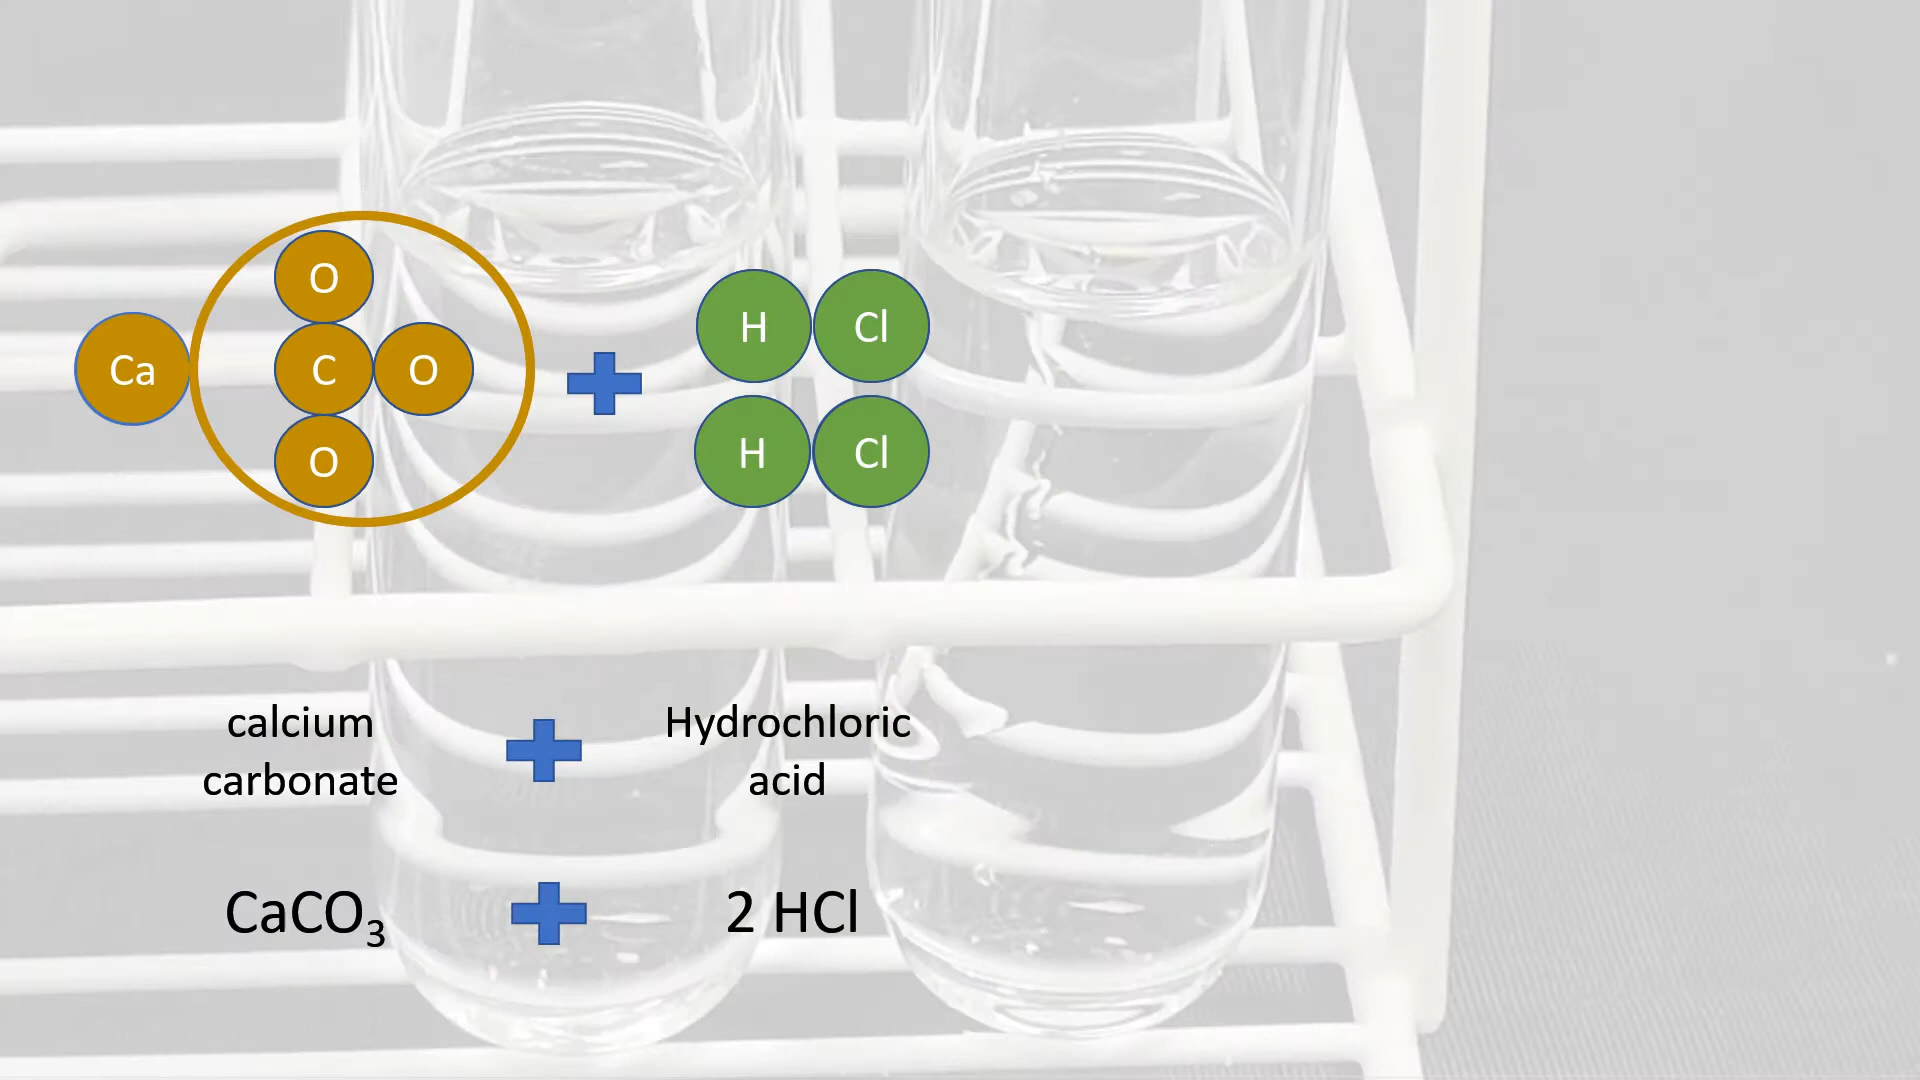 O
H Cl
Ca C O
O
H Cl
calcium
carbonate
Hydrochloric
acid
CaCO₃ 2 HCl